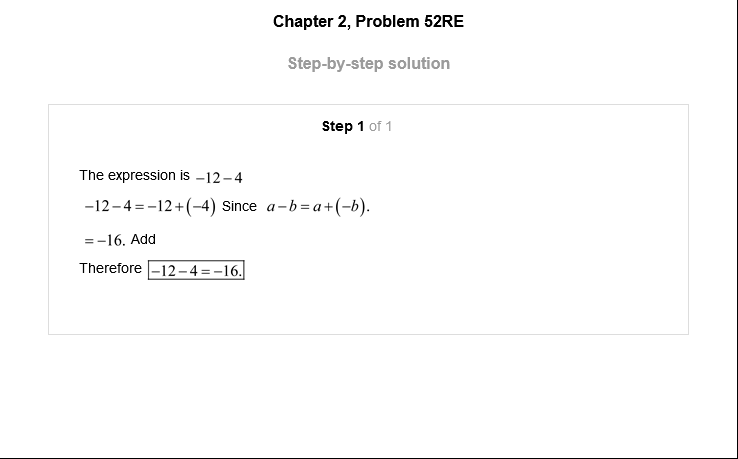 Chapter 2, Problem 52RE
Step-by-step solution
Step 1 of 1
The expression is −12−4
−12−4=−12+(−4) Since a−b=a+(−b).
=−16. Add
Therefore −12−4=−16.